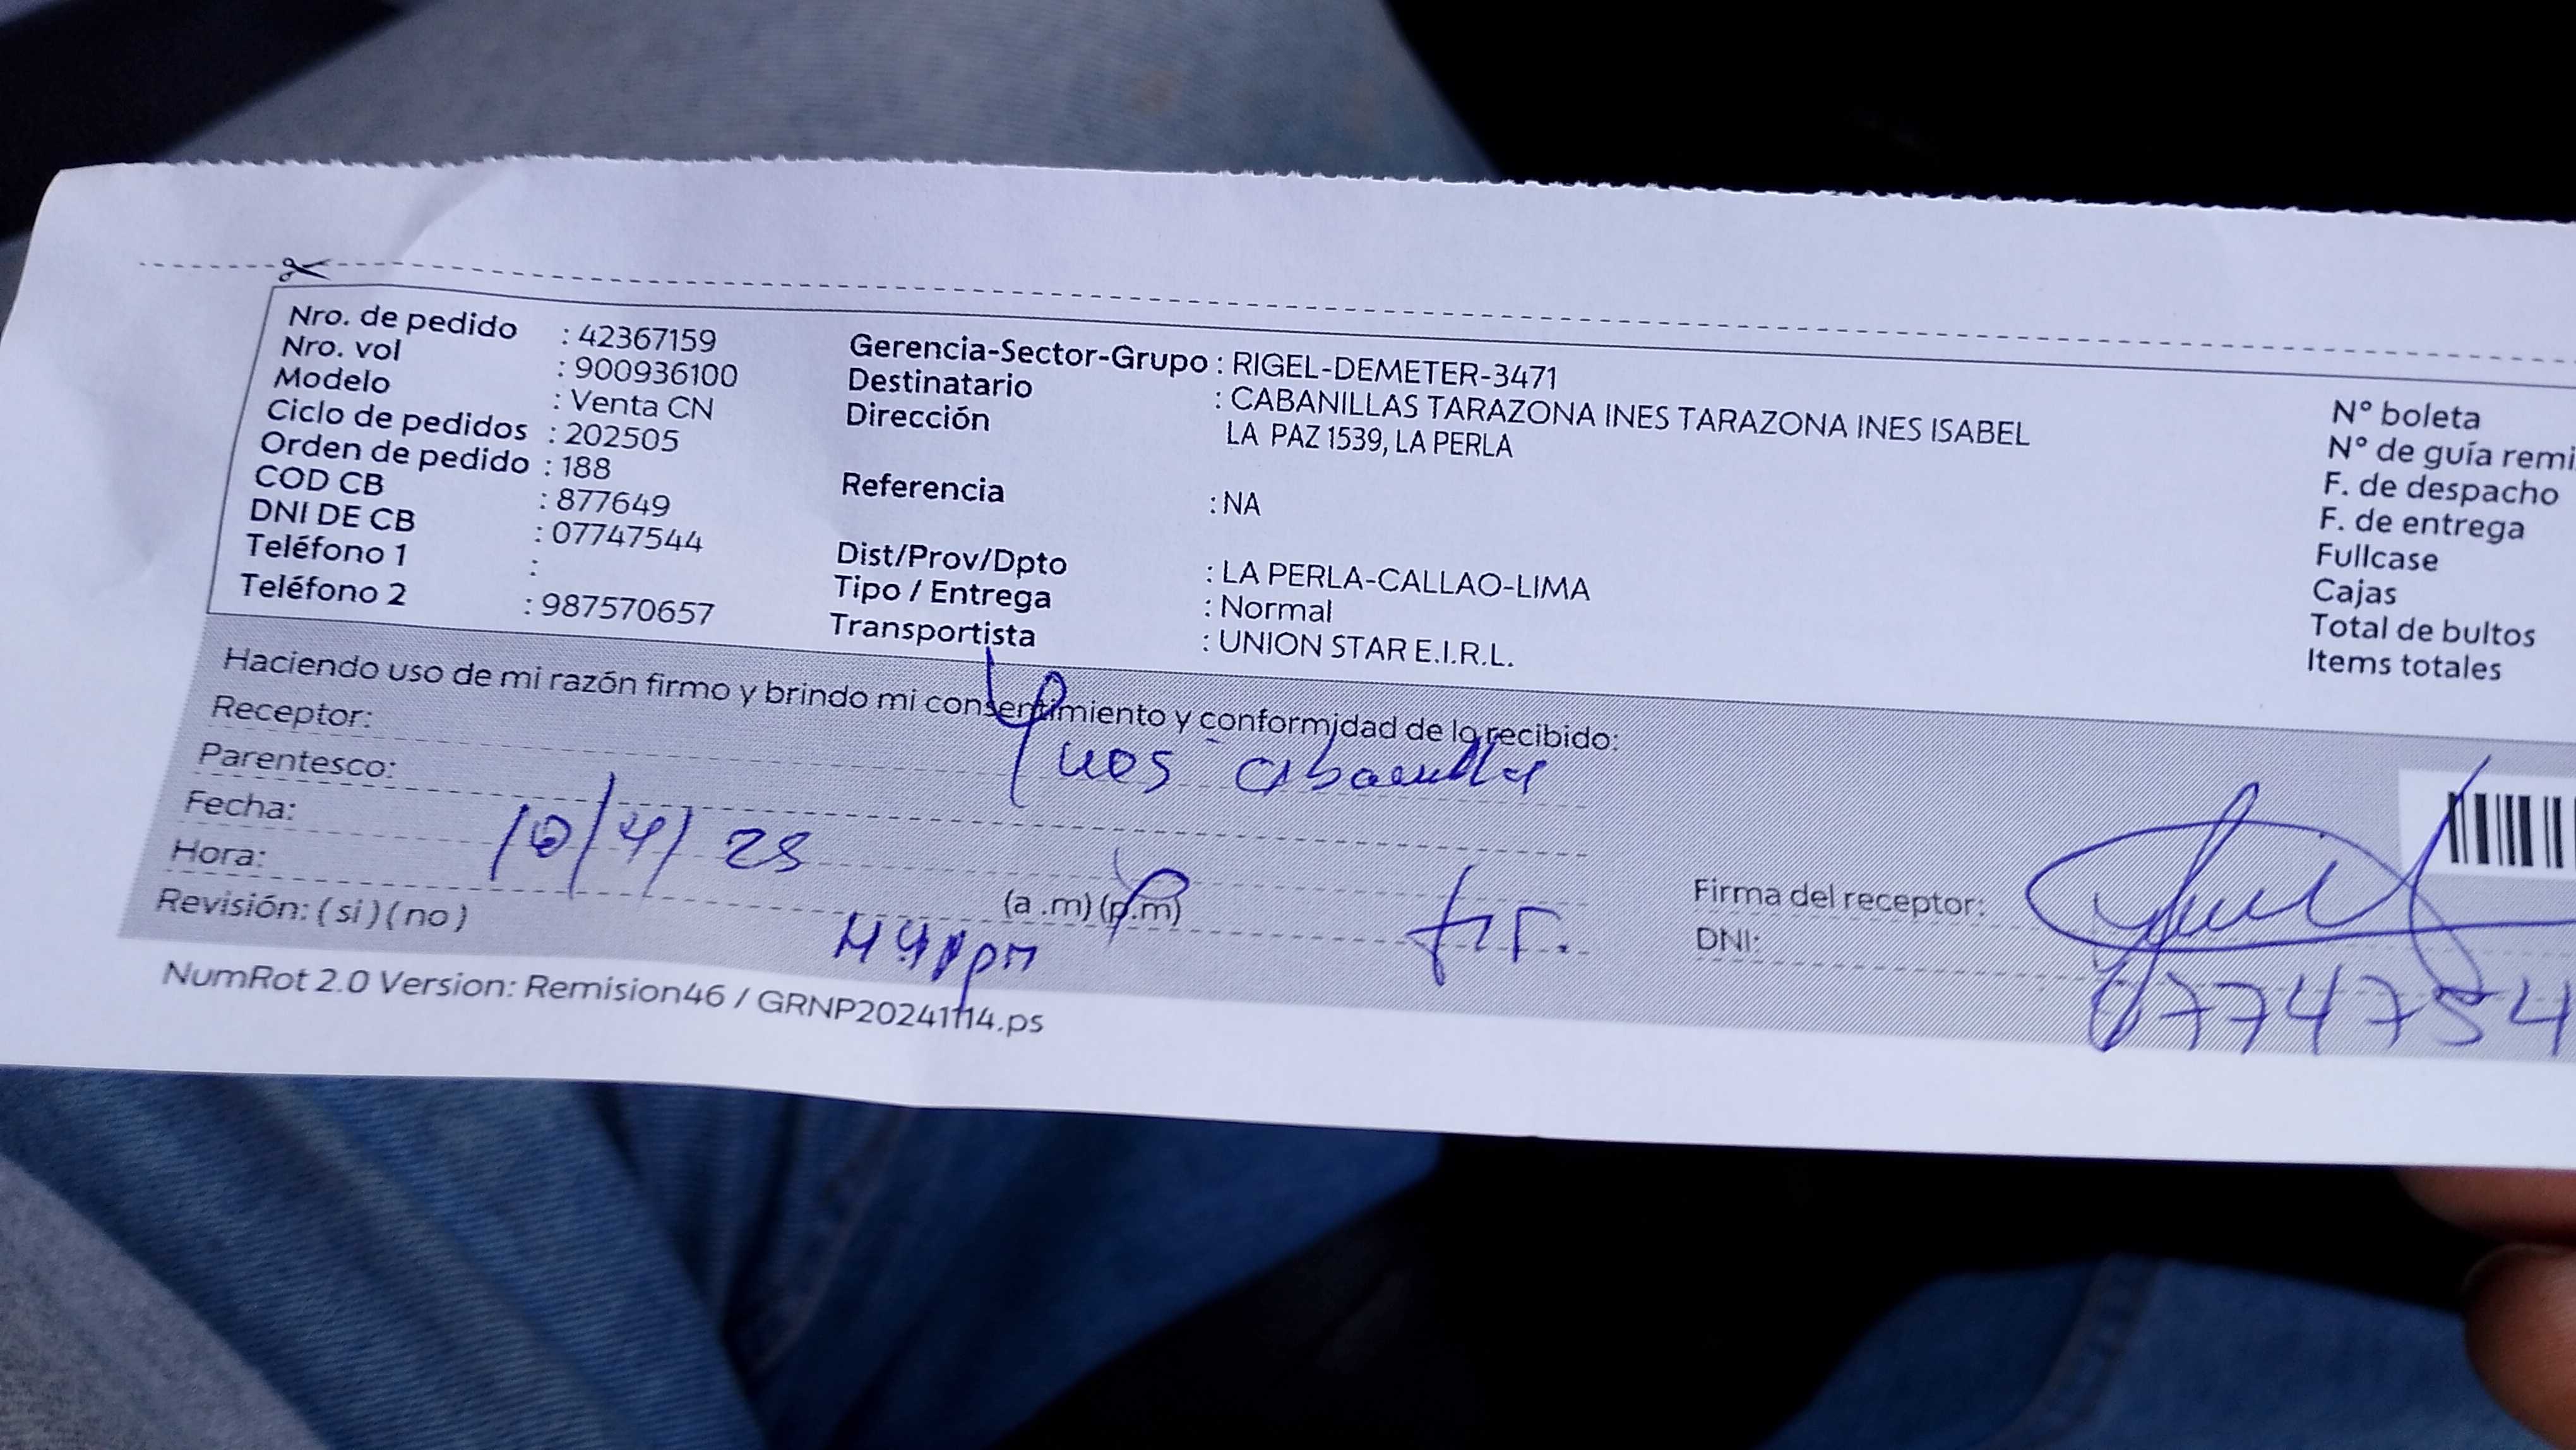 Nro. de pedido : 42367159
Nro. vol : 900936100
Modelo : Venta CN
Ciclo de pedidos : 202505
Orden de pedido : 188
COD CB : 877649
DNI DE CB : 07747544
Teléfono 1 :
Teléfono 2 : 987570657
Gerencia-Sector-Grupo : RIGEL-DEMETER-3471
Destinatario : CABANILLAS TARAZONA INES TARAZONA INES ISABEL
Dirección LA PAZ 1539, LA PERLA
Referencia : NA
Dist/Prov/Dpto : LA PERLA-CALLAO-LIMA
Tipo / Entrega : Normal
Transportista : UNION STAR E.I.R.L.
N° boleta
N° de guía remi
F. de despacho
F. de entrega
Fullcase
Cajas
Total de bultos
Items totales
Haciendo uso de mi razón firmo y brindo mi consentimiento y conformidad de lo recibido:
Receptor:
Parentesco:
Fecha: 10/4/25
Hora: (a .m) (p.m)
Revisión: ( si ) ( no )
Firma del receptor:
DNI: 0774754
NumRot 2.0 Version: Remision46 / GRNP20241114.ps